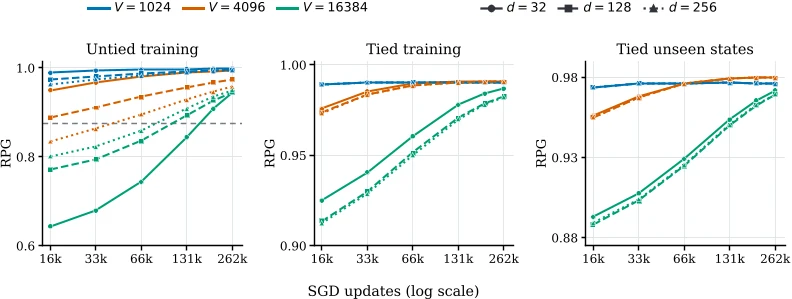 V = 1024 V = 4096 V = 16384 d = 32 d = 128 d = 256
Untied training Tied training Tied unseen states
RPG
1.0
0.8
0.6
16k 33k 66k 131k 262k
RPG
1.00
0.95
0.90
16k 33k 66k 131k 262k
RPG
0.98
0.93
0.88
16k 33k 66k 131k 262k
SGD updates (log scale)